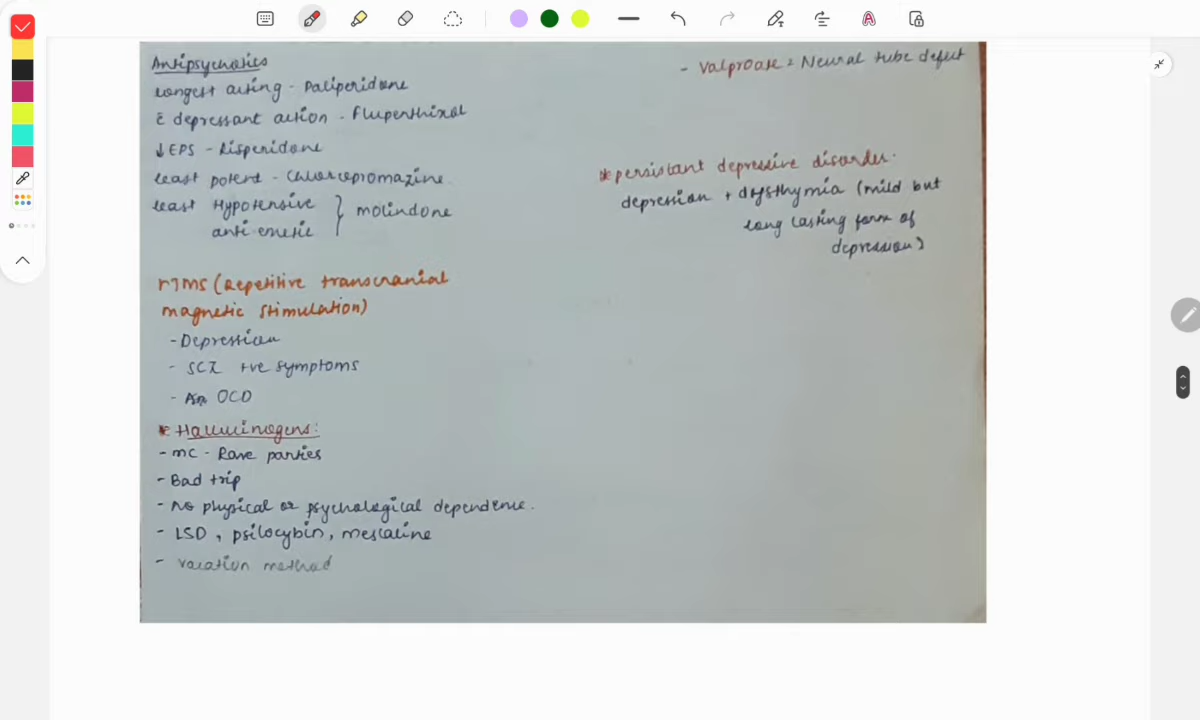 Antipsychotics
longest acting - Paliperidone
c̄ depressant action - Flupenthixol
↓EPS - Risperidone
least potent - Chlorcpromazine.
least Hypotensive } molindone
anti-emetic
rTMS (Repetitive transcranial
magnetic stimulation)
- Depression
- SCZ +ve symptoms
- OCD
* Hallucinogens:
- mc - Rave parties
- Bad trip
- No physical or psychological dependence.
- LSD, psilocybin, mescaline
- vacation method
- Valproate = Neural tube defect
* persistant depressive disorder.
depression + dysthymia (mild but
long lasting form of
depression)